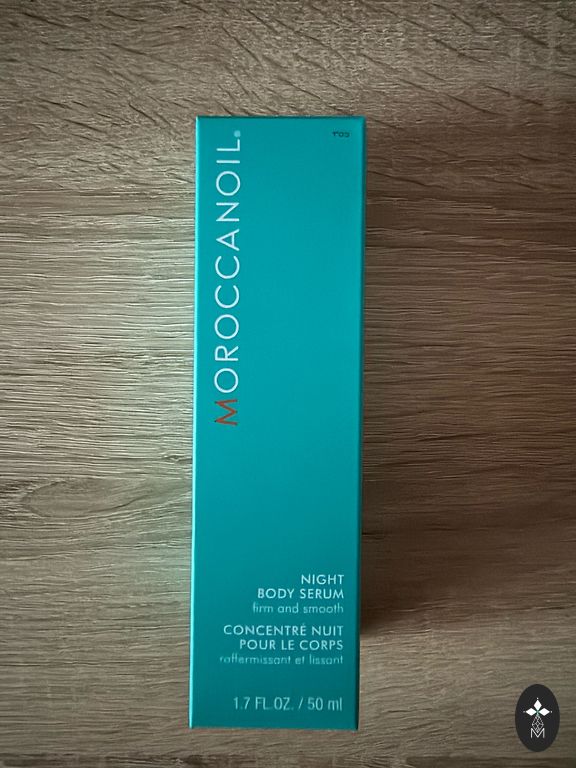 MOROCCANOIL®
NIGHT
BODY SERUM
firm and smooth
CONCENTRÉ NUIT
POUR LE CORPS
raffermissant et lissant
1.7 FL.OZ. / 50 ml
M